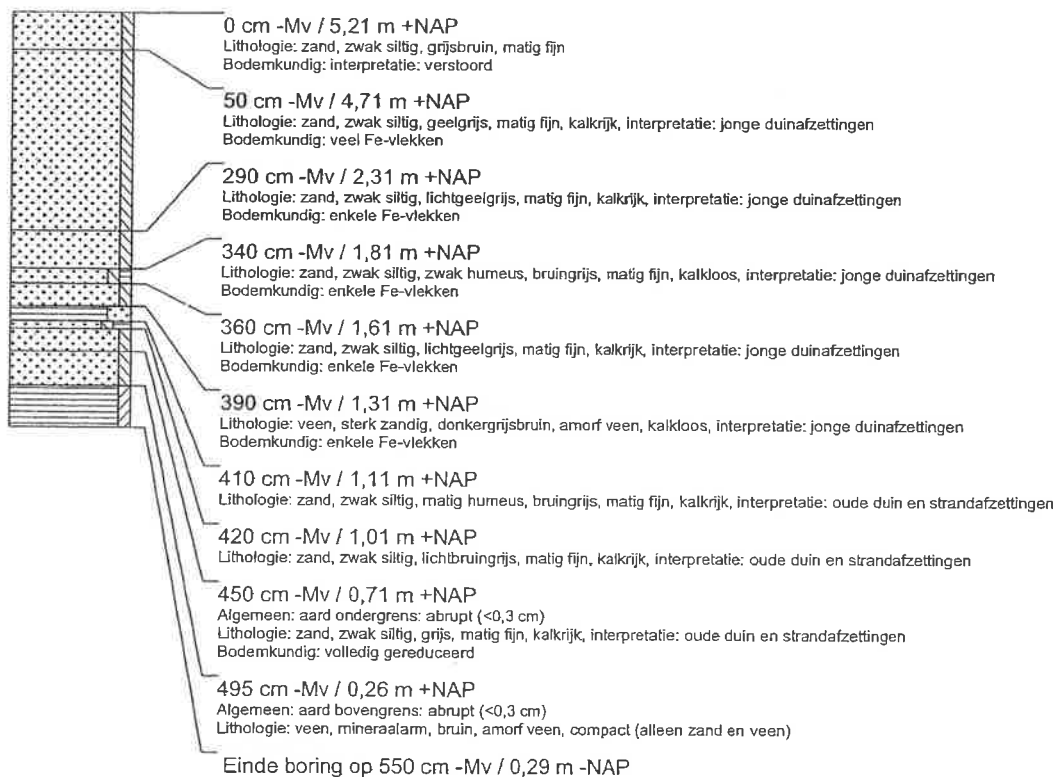 0 cm -Mv / 5,21 m +NAP
Lithologie: zand, zwak siltig, grijsbruin, matig fijn
Bodemkundig: interpretatie: verstoord
50 cm -Mv / 4,71 m +NAP
Lithologie: zand, zwak siltig, geelgrijs, matig fijn, kalkrijk, interpretatie: jonge duinafzettingen
Bodemkundig: veel Fe-vlekken
290 cm -Mv / 2,31 m +NAP
Lithologie: zand, zwak siltig, lichtgeelgrijs, matig fijn, kalkrijk, interpretatie: jonge duinafzettingen
Bodemkundig: enkele Fe-vlekken
340 cm -Mv / 1,81 m +NAP
Lithologie: zand, zwak siltig, zwak humeus, bruingrijs, matig fijn, kalkloos, interpretatie: jonge duinafzettingen
Bodemkundig: enkele Fe-vlekken
360 cm -Mv / 1,61 m +NAP
Lithologie: zand, zwak siltig, lichtgeelgrijs, matig fijn, kalkrijk, interpretatie: jonge duinafzettingen
Bodemkundig: enkele Fe-vlekken
390 cm -Mv / 1,31 m +NAP
Lithologie: veen, sterk zandig, donkergrijsbruin, amorf veen, kalkloos, interpretatie: jonge duinafzettingen
Bodemkundig: enkele Fe-vlekken
410 cm -Mv / 1,11 m +NAP
Lithologie: zand, zwak siltig, matig humeus, bruingrijs, matig fijn, kalkrijk, interpretatie: oude duin en strandafzettingen
420 cm -Mv / 1,01 m +NAP
Lithologie: zand, zwak siltig, lichtbruingrijs, matig fijn, kalkrijk, interpretatie: oude duin en strandafzettingen
450 cm -Mv / 0,71 m +NAP
Algemeen: aard ondergrens: abrupt (<0,3 cm)
Lithologie: zand, zwak siltig, grijs, matig fijn, kalkrijk, interpretatie: oude duin en strandafzettingen
Bodemkundig: volledig gereduceerd
495 cm -Mv / 0,26 m +NAP
Algemeen: aard bovengrens: abrupt (<0,3 cm)
Lithologie: veen, mineraalarm, bruin, amorf veen, compact (alleen zand en veen)
Einde boring op 550 cm -Mv / 0,29 m -NAP